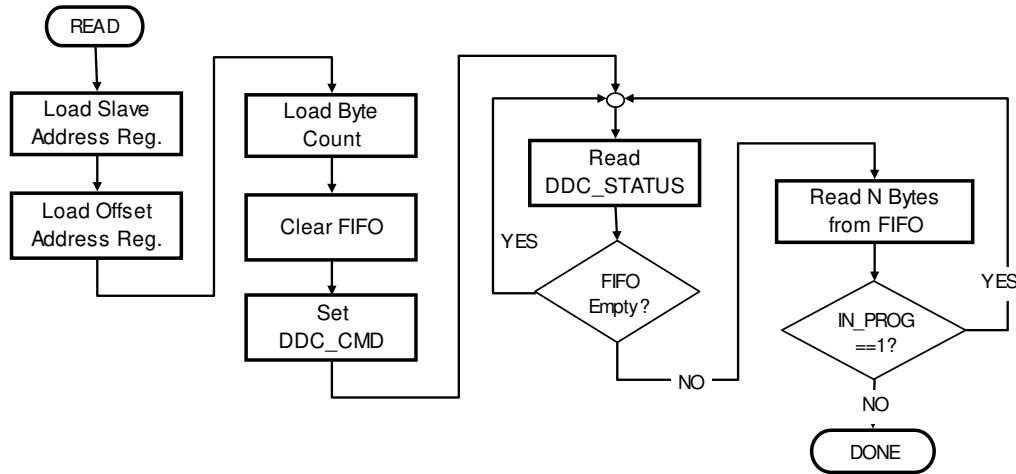 READ
Load Slave
Address Reg.
Load Offset
Address Reg.
Load Byte
Count
Clear FIFO
Set
DDC_CMD
Read
DDC_STATUS
YES
FIFO
Empty?
NO
Read N Bytes
from FIFO
YES
IN_PROG
==1?
NO
DONE